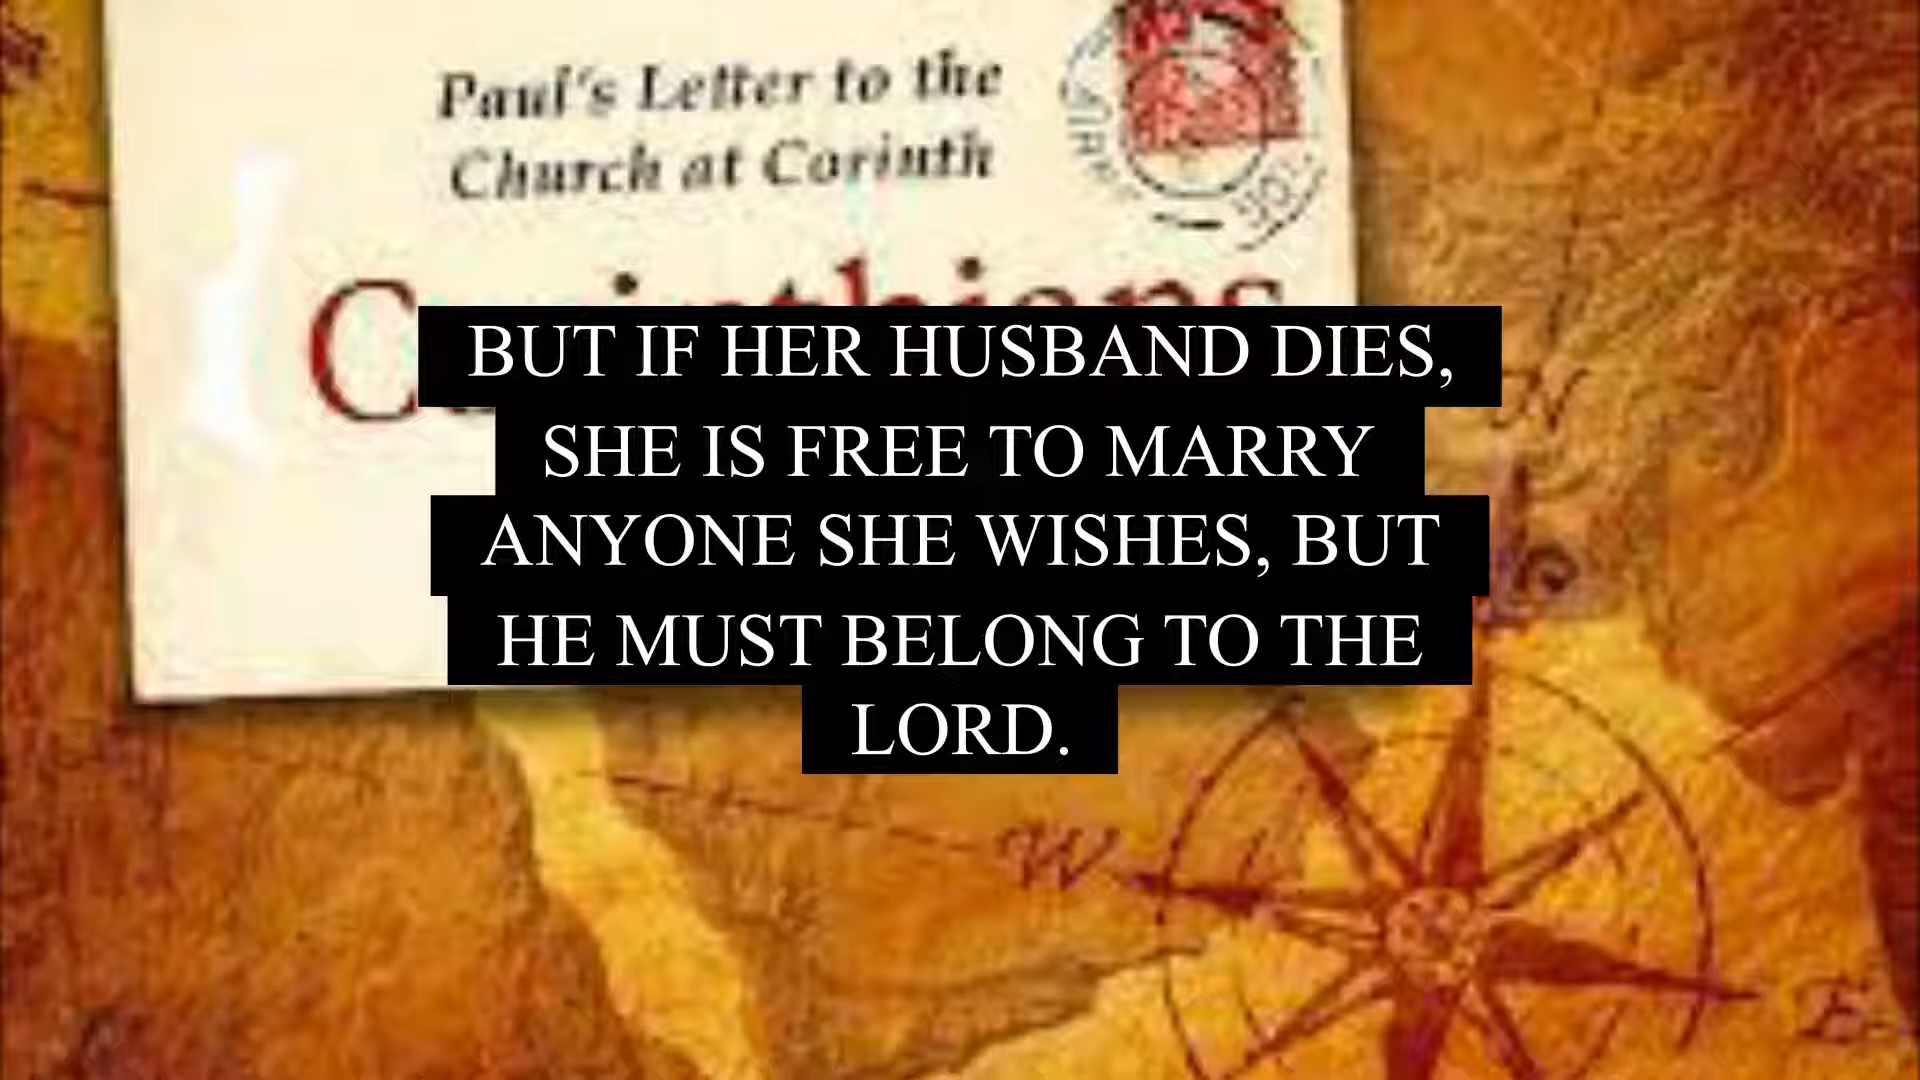 Paul's Letter to the
Church at Corinth
BUT IF HER HUSBAND DIES,
SHE IS FREE TO MARRY
ANYONE SHE WISHES, BUT
HE MUST BELONG TO THE
LORD.
N
W
E